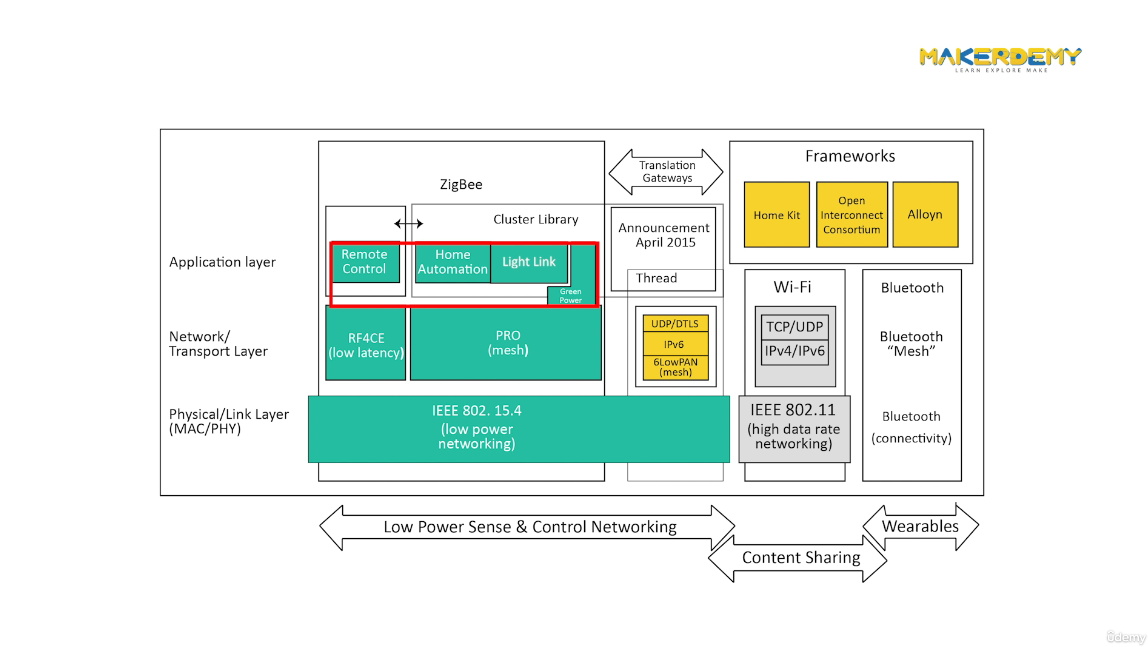 MAKERDEMY
LEARN EXPLORE MAKE
ZigBee
Cluster Library
Translation
Gateways
Announcement
April 2015
Thread
Frameworks
Home Kit
Open
Interconnect
Consortium
Alloyn
Application layer
Remote
Control
Home
Automation
Light Link
Green
Power
Wi-Fi
Bluetooth
Network/
Transport Layer
RF4CE
(low latency)
PRO
(mesh)
UDP/DTLS
IPv6
6LowPAN
(mesh)
TCP/UDP
IPv4/IPv6
Bluetooth
“Mesh”
Physical/Link Layer
(MAC/PHY)
IEEE 802. 15.4
(low power
networking)
IEEE 802.11
(high data rate
networking)
Bluetooth
(connectivity)
Low Power Sense & Control Networking
Content Sharing
Wearables